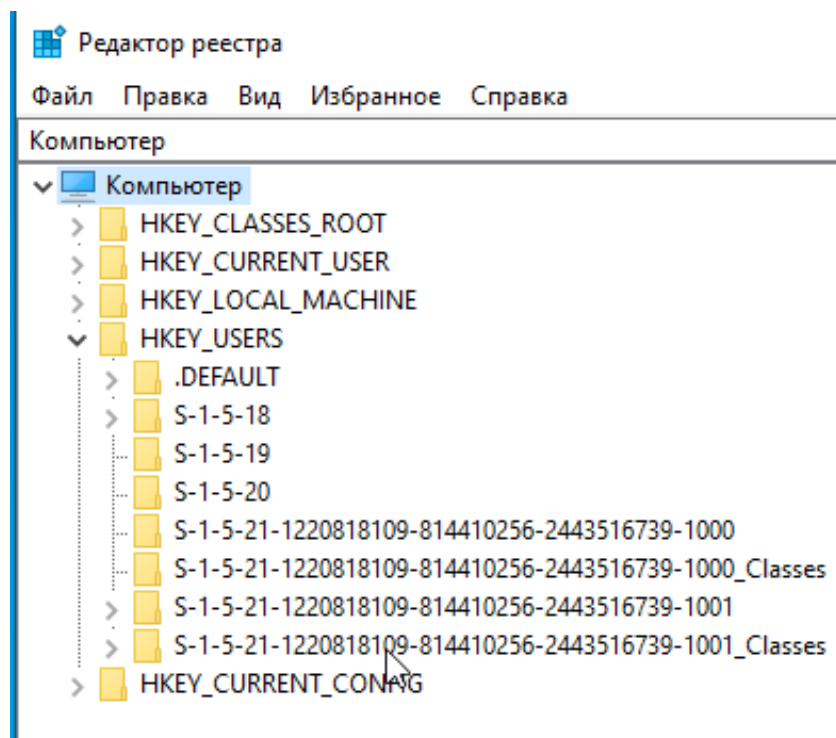 Редактор реестра
Файл Правка Вид Избранное Справка
Компьютер
Компьютер
HKEY_CLASSES_ROOT
HKEY_CURRENT_USER
HKEY_LOCAL_MACHINE
HKEY_USERS
.DEFAULT
S-1-5-18
S-1-5-19
S-1-5-20
S-1-5-21-1220818109-814410256-2443516739-1000
S-1-5-21-1220818109-814410256-2443516739-1000_Classes
S-1-5-21-1220818109-814410256-2443516739-1001
S-1-5-21-1220818109-814410256-2443516739-1001_Classes
HKEY_CURRENT_CONFIG